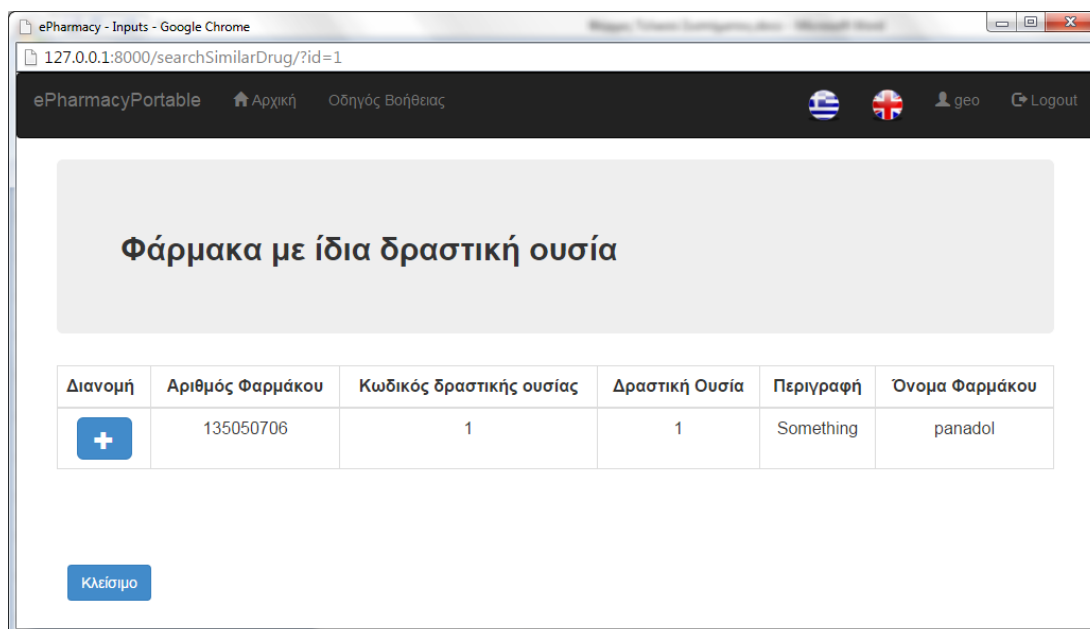 ePharmacy - Inputs - Google Chrome
127.0.0.1:8000/searchSimilarDrug/?id=1
ePharmacyPortable Αρχική Οδηγός Βοήθειας geo Logout
Φάρμακα με ίδια δραστική ουσία
Διανομή Αριθμός Φαρμάκου Κωδικός δραστικής ουσίας Δραστική Ουσία Περιγραφή Όνομα Φαρμάκου
135050706 1 1 Something panadol
Κλείσιμο